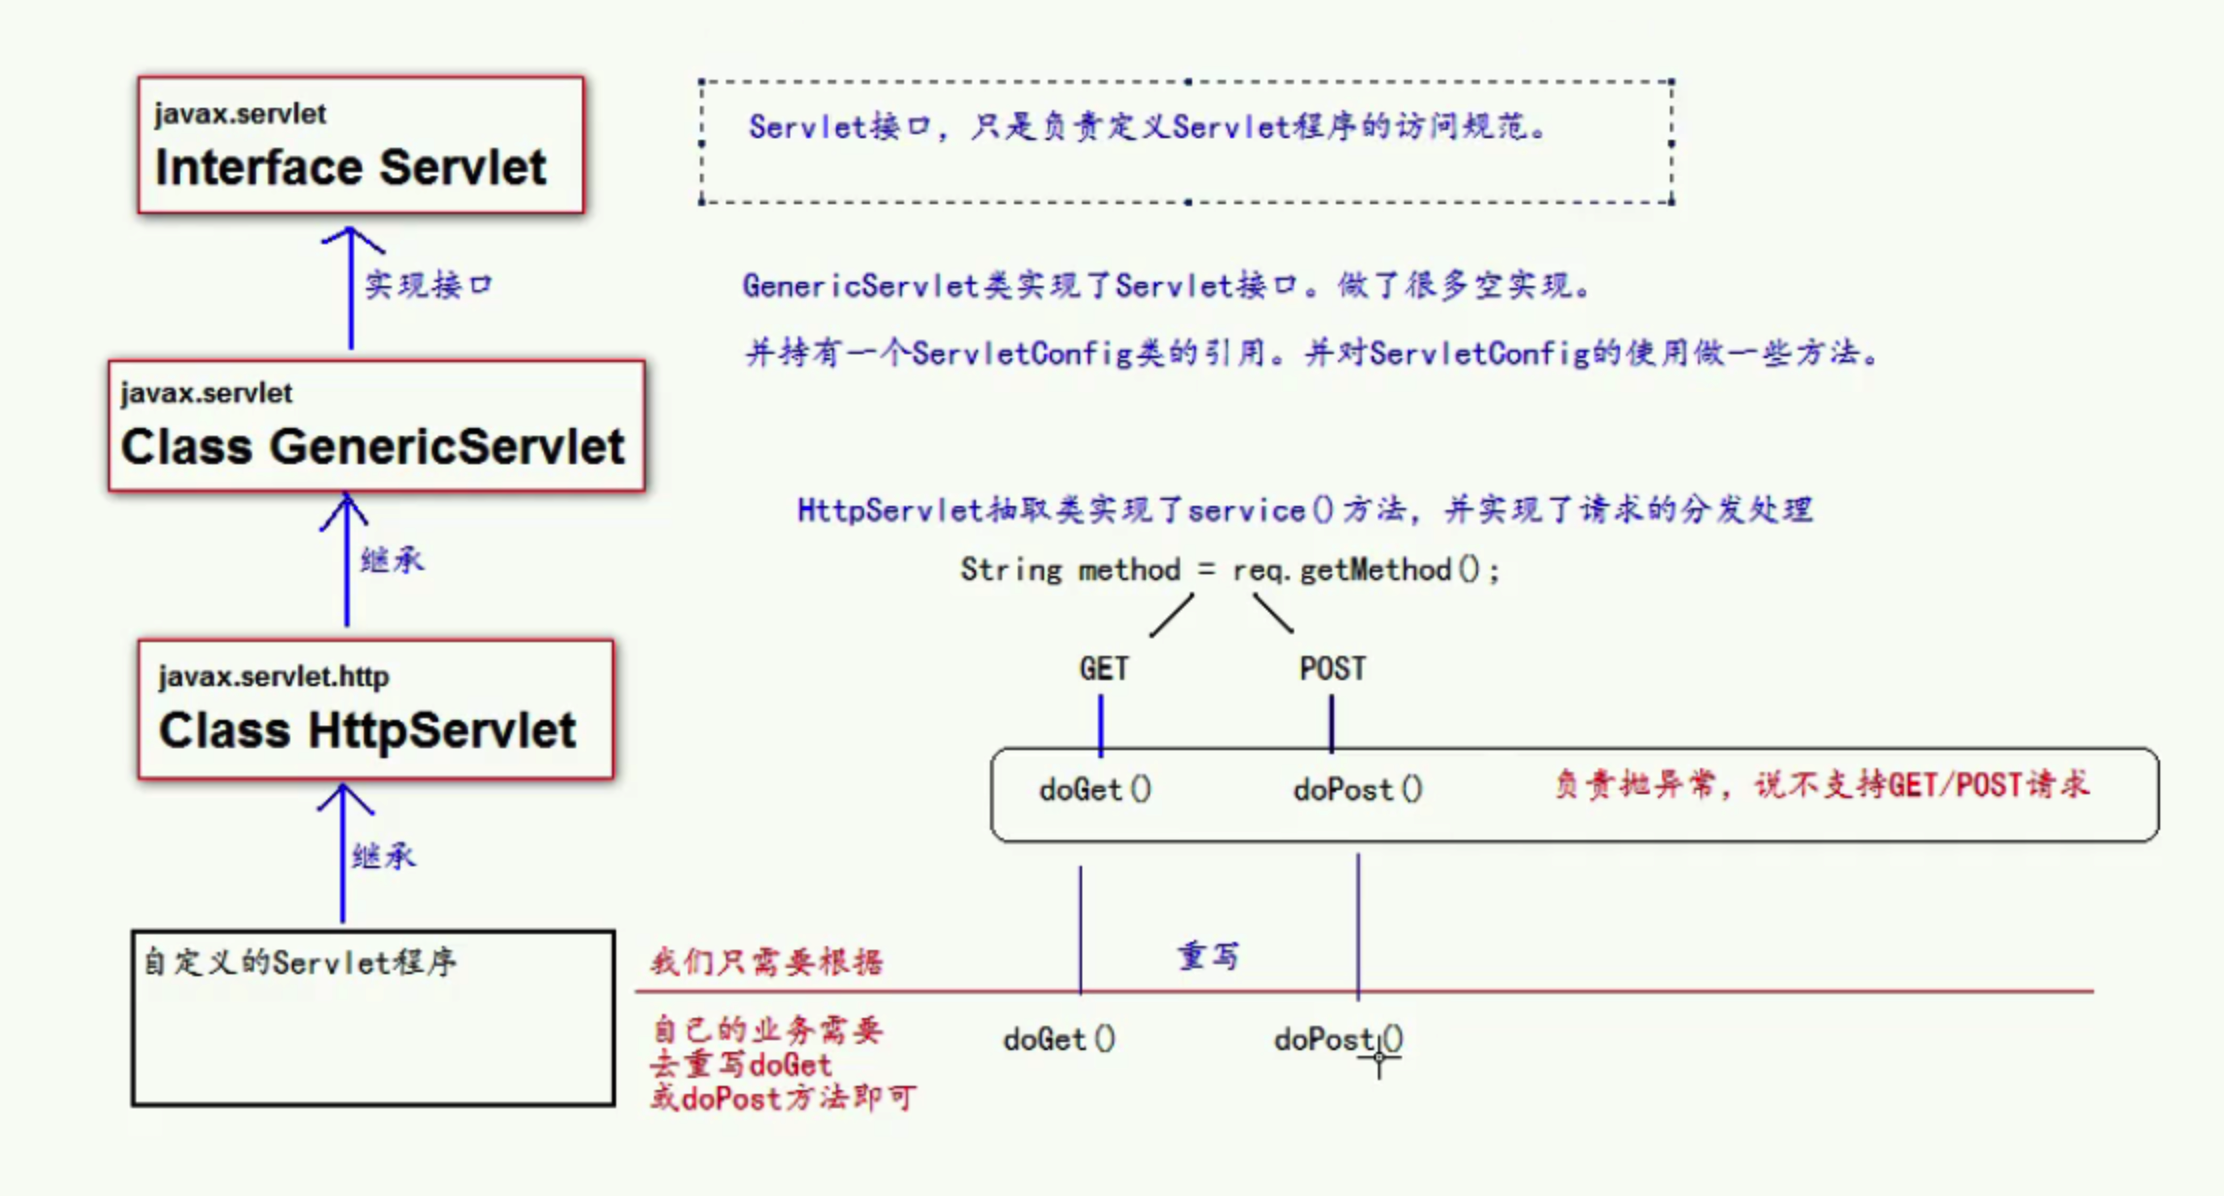 javax.servlet
Interface Servlet
Servlet接口，只是负责定义Servlet程序的访问规范。
实现接口
GenericServlet类实现了Servlet接口。做了很多空实现。
并持有一个ServletConfig类的引用。并对ServletConfig的使用做一些方法。
javax.servlet
Class GenericServlet
继承
HttpServlet抽取类实现了service()方法，并实现了请求的分发处理
String method = req.getMethod();
GET
POST
javax.servlet.http
Class HttpServlet
doGet()
doPost()
负责抛异常，说不支持GET/POST请求
继承
自定义的Servlet程序
我们只需要根据
重写
自己的业务需要
去重写doGet
或doPost方法即可
doGet()
doPost()